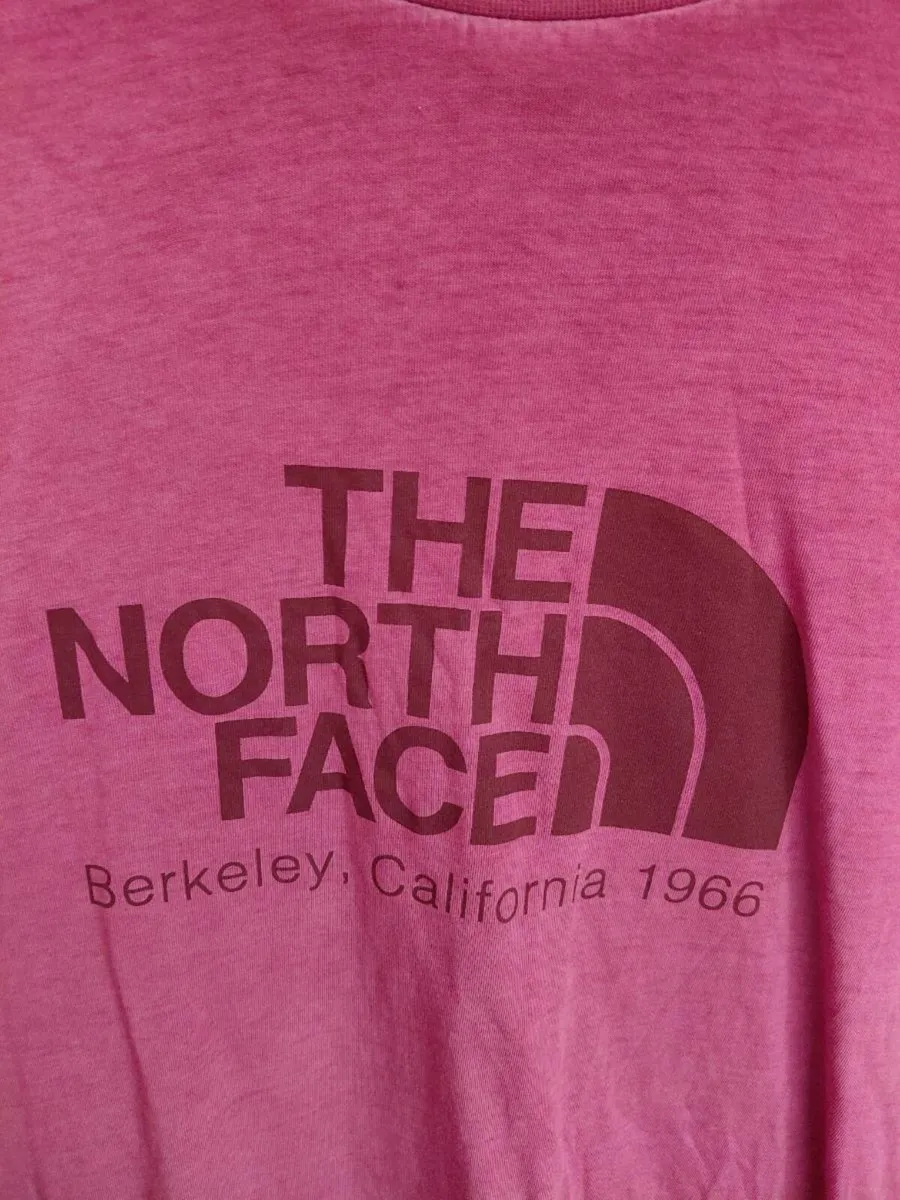 THE
NORTH
FACE
Berkeley, California 1966